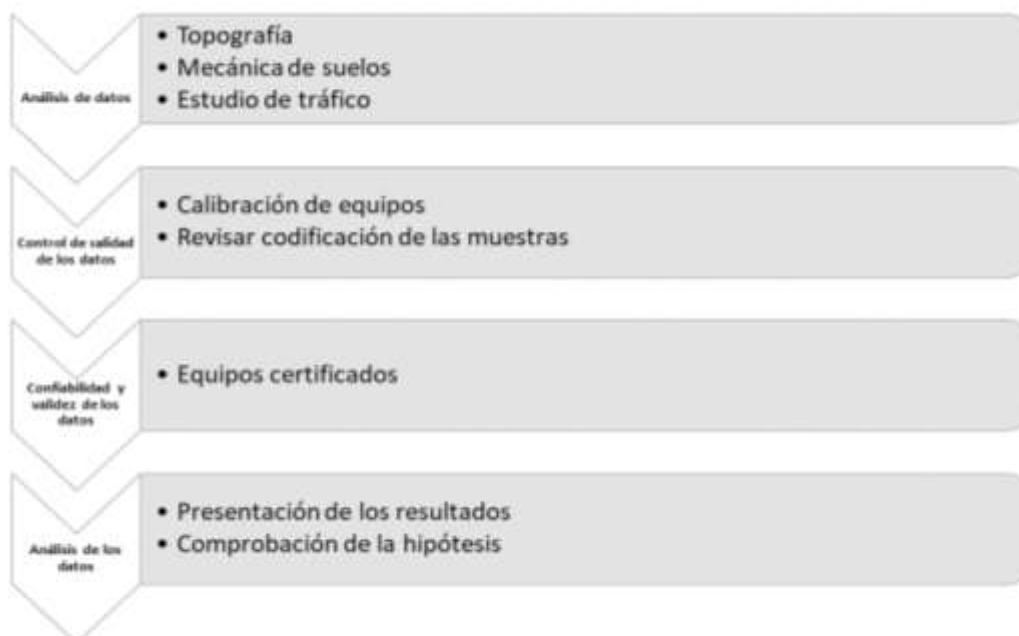 Análisis de datos
• Topografía
• Mecánica de suelos
• Estudio de tráfico
Control de salidad
de los datos
• Calibración de equipos
• Revisar codificación de las muestras
Confiabilidad y
validez de los
datos
• Equipos certificados
Análisis de los
datos
• Presentación de los resultados
• Comprobación de la hipótesis